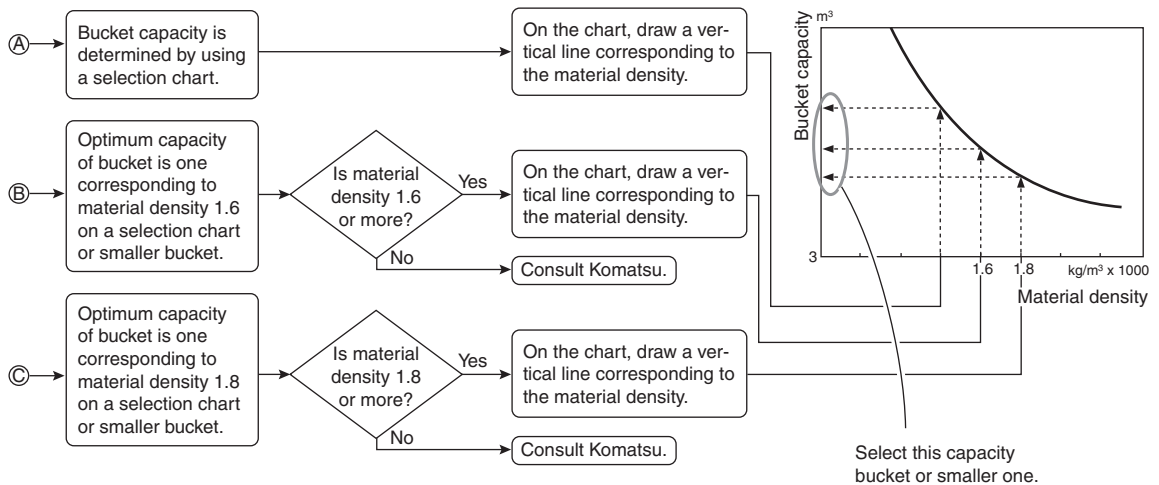 A
Bucket capacity is
determined by using
a selection chart.
On the chart, draw a ver-
tical line corresponding to
the material density.
B
Optimum capacity
of bucket is one
corresponding to
material density 1.6
on a selection chart
or smaller bucket.
Is material
density 1.6
or more?
Yes
No
On the chart, draw a ver-
tical line corresponding to
the material density.
Consult Komatsu.
C
Optimum capacity
of bucket is one
corresponding to
material density 1.8
on a selection chart
or smaller bucket.
Is material
density 1.8
or more?
Yes
No
On the chart, draw a ver-
tical line corresponding to
the material density.
Consult Komatsu.
m³
Bucket capacity
3
1.6
1.8
kg/m³ x 1000
Material density
Select this capacity
bucket or smaller one.